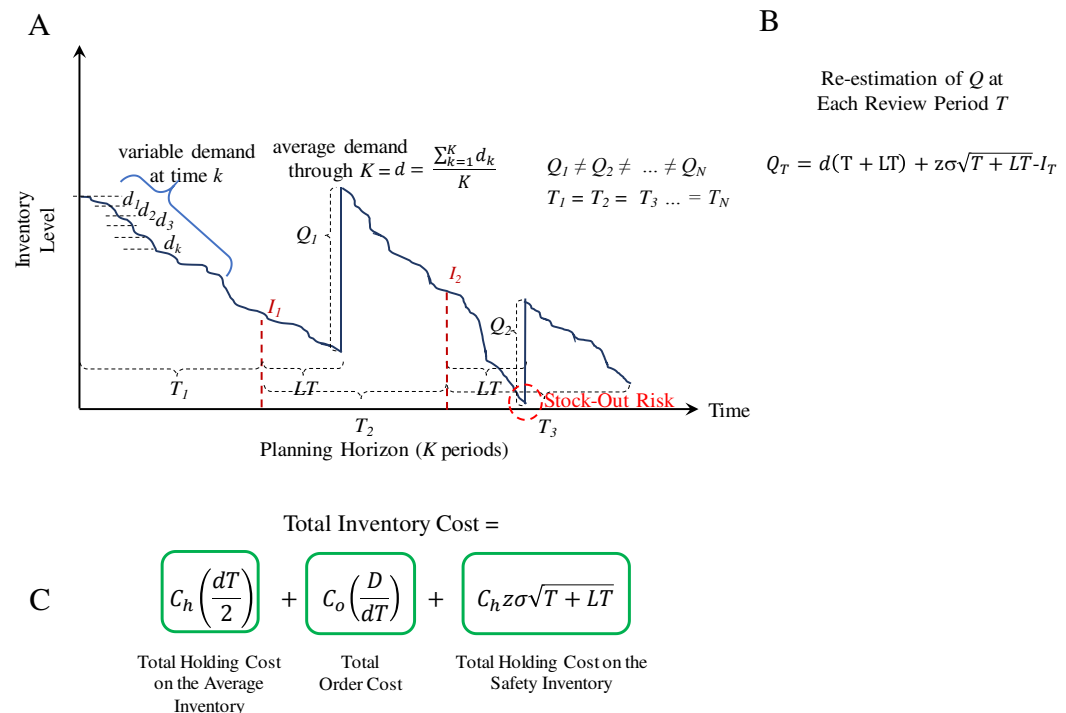 A
B
Re-estimation of Q at
Each Review Period T
Q_T = d(T + LT) + zσ√(T + LT)-I_T
variable demand
at time k
average demand
through K = d = \frac{\sum_{k=1}^{K} d_k}{K}
Q_1 ≠ Q_2 ≠ ... ≠ Q_N
T_1 = T_2 = T_3 ... = T_N
Inventory
Level
d_1
d_2
d_3
d_k
Q_1
I_1
I_2
Q_2
T_1
LT
LT
Stock-Out Risk
Time
T_2
T_3
Planning Horizon (K periods)
Total Inventory Cost =
C
C_h(dT/2) + C_o(D/dT) + C_h zσ√(T + LT)
Total Holding Cost
on the Average
Inventory
Total
Order Cost
Total Holding Cost on the
Safety Inventory